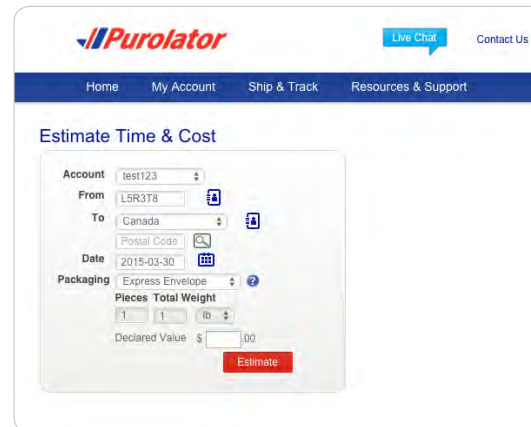 Purolator
Live Chat Contact Us
Home My Account Ship & Track Resources & Support
Estimate Time & Cost
Account test123
From L5R3T8
To Canada
Postal Code
Date 2015-03-30
Packaging Express Envelope ?
Pieces Total Weight
1 1 lb
Declared Value $ .00
Estimate